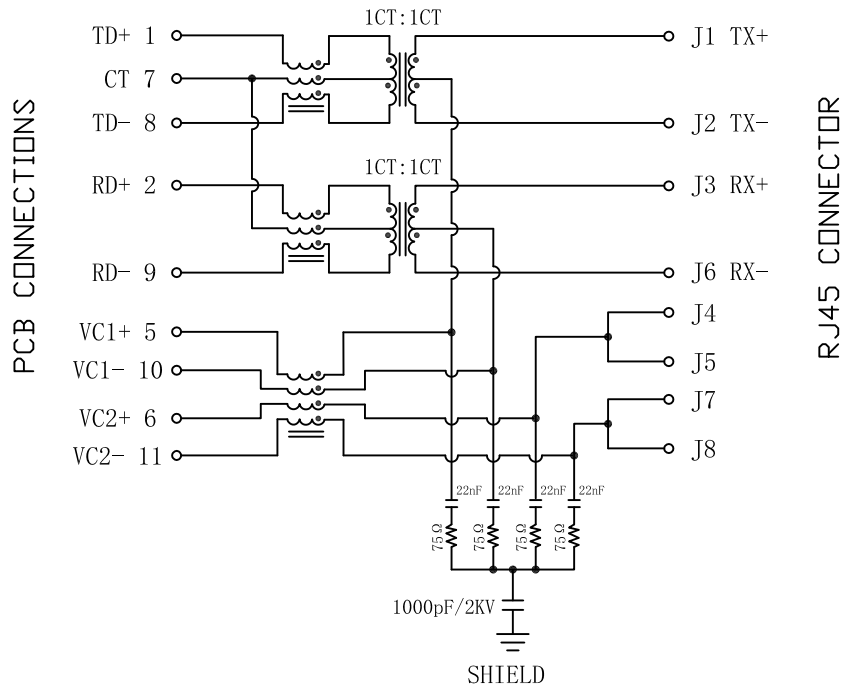 1CT:1CT
TD+ 1
J1 TX+
CT 7
TD- 8
J2 TX-
1CT:1CT
RD+ 2
J3 RX+
RD- 9
J6 RX-
PCB CONNECTIONS
RJ45 CONNECTOR
VC1+ 5
J4
VC1- 10
J5
VC2+ 6
J7
VC2- 11
J8
22nF 22nF 22nF 22nF
75Ω 75Ω 75Ω 75Ω
1000pF/2KV
SHIELD